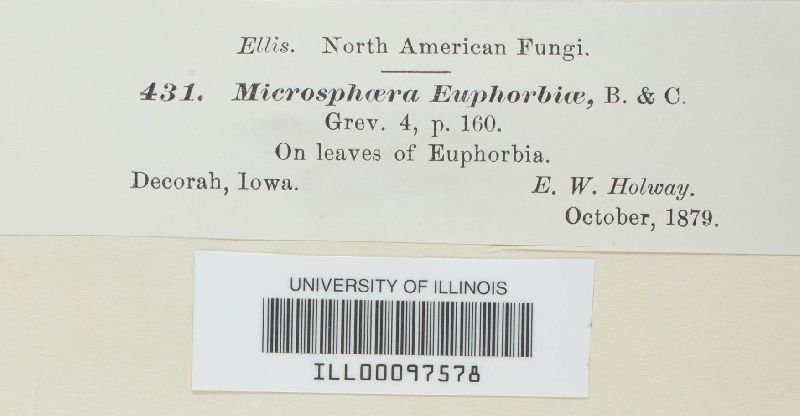 Ellis. North American Fungi.
431. Microsphæra Euphorbiæ, B. & C.
Grev. 4, p. 160.
On leaves of Euphorbia.
Decorah, Iowa. E. W. Holway.
October, 1879.
UNIVERSITY OF ILLINOIS
ILL00097578